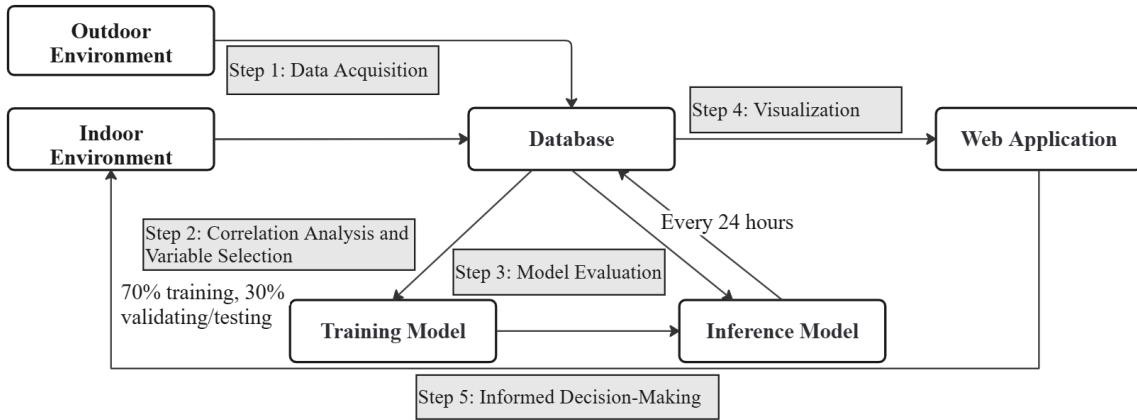 Outdoor
Environment
Step 1: Data Acquisition
Step 4: Visualization
Indoor
Environment
Database
Web Application
Every 24 hours
Step 2: Correlation Analysis and
Variable Selection
Step 3: Model Evaluation
70% training, 30%
validating/testing
Training Model
Inference Model
Step 5: Informed Decision-Making